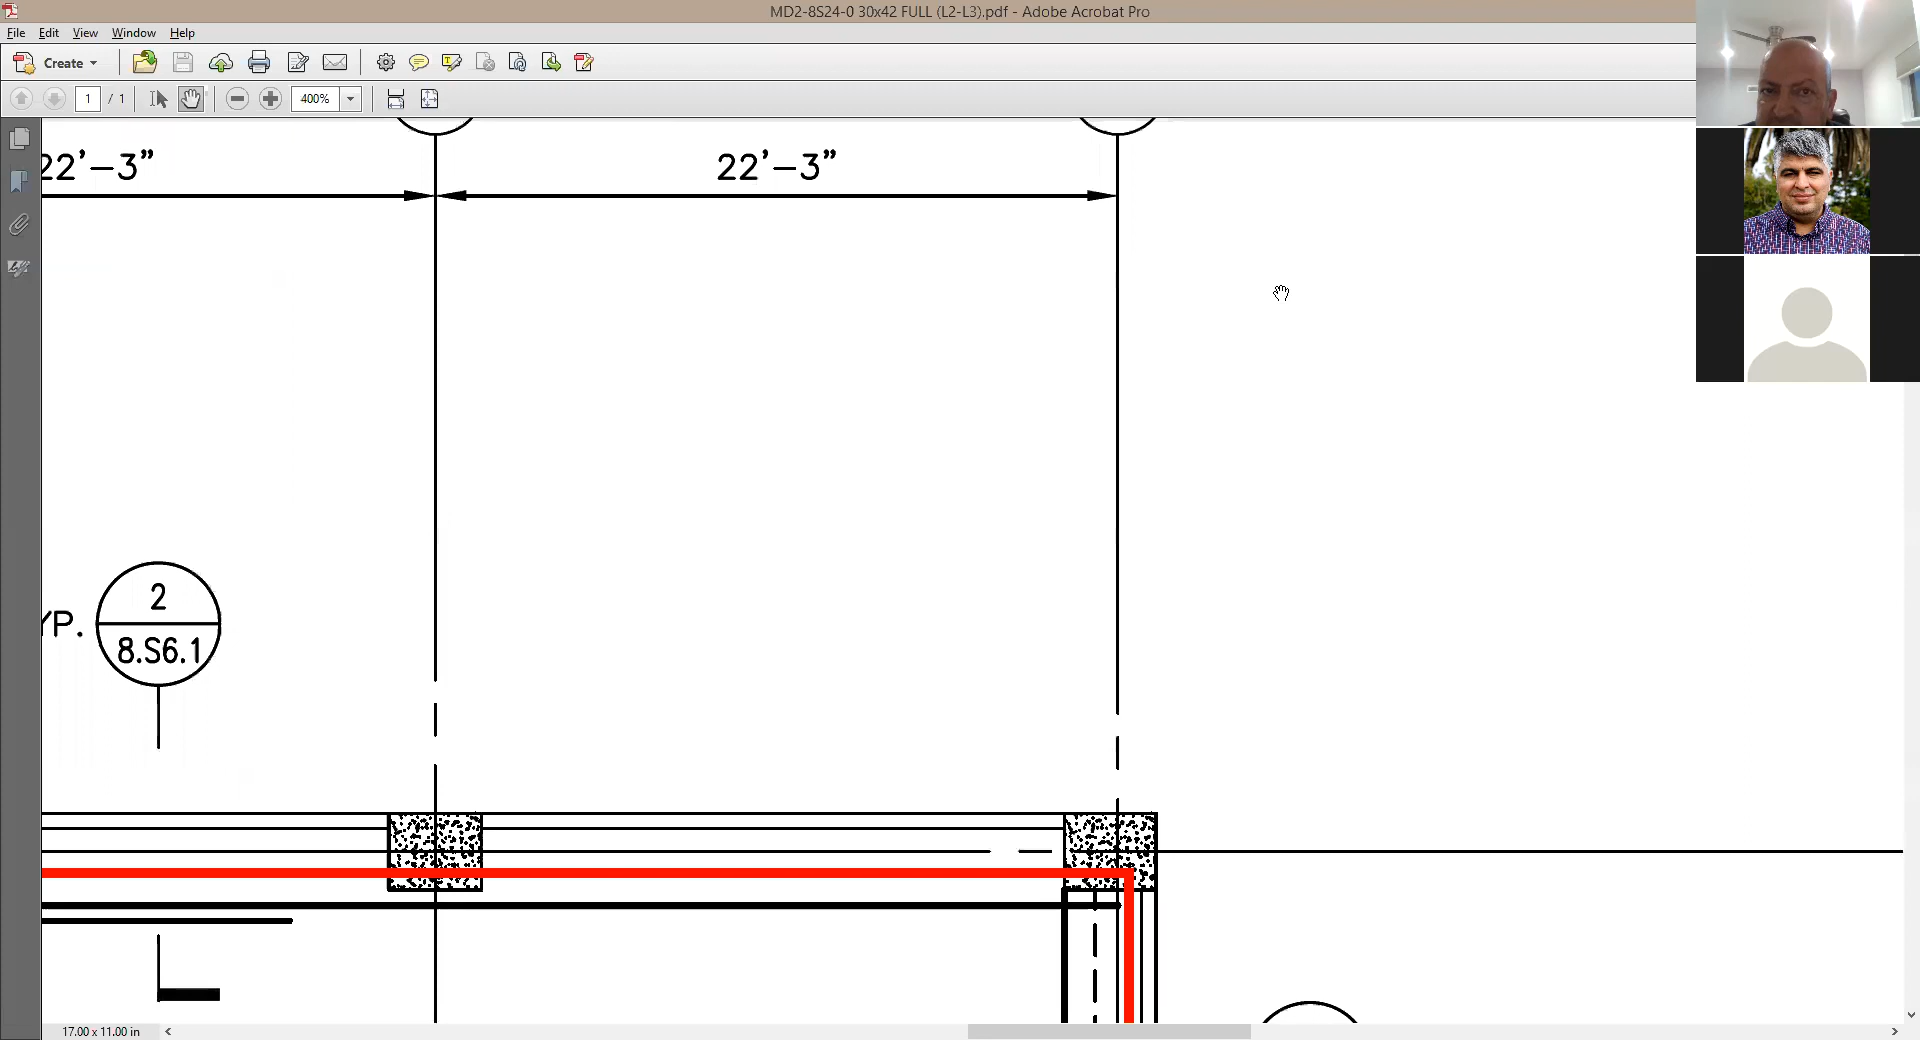 MD2-8S24-0 30x42 FULL (L2-L3).pdf - Adobe Acrobat Pro
File Edit View Window Help
Create
1 / 1 400%
22’–3” 22’–3”
2
YP.
8.S6.1
17.00 x 11.00 in